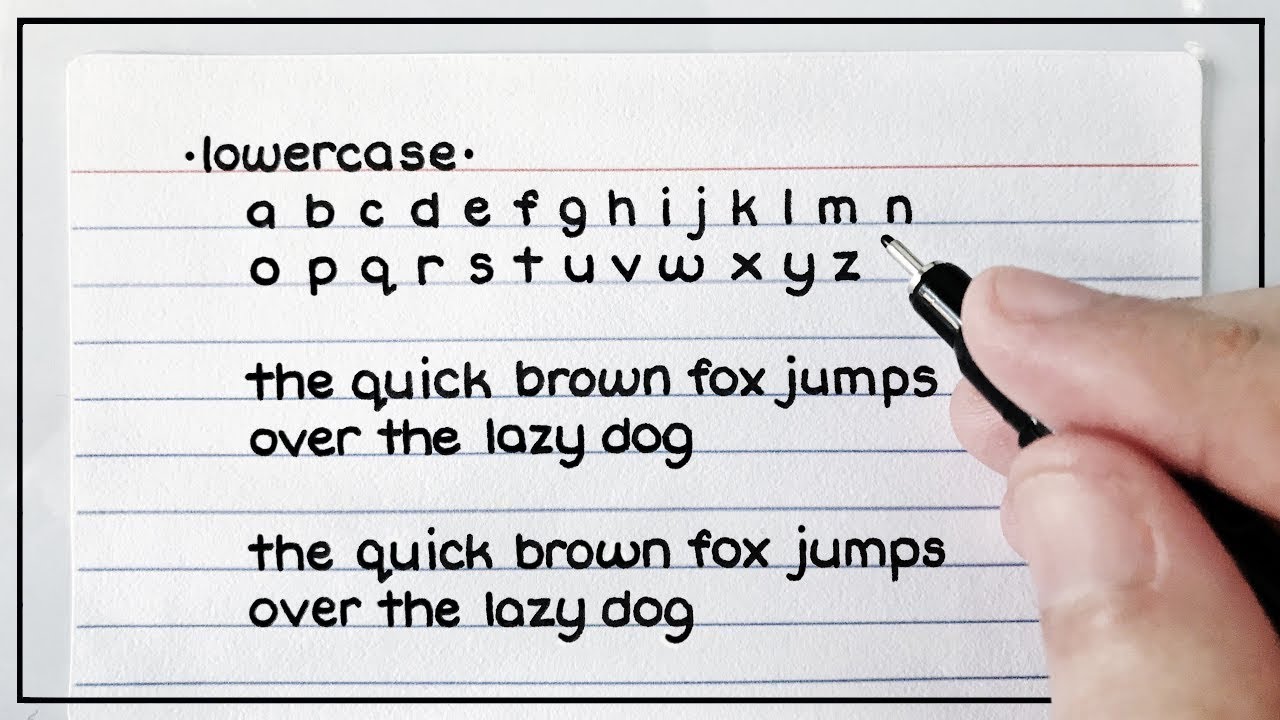 ·lowercase·
a b c d e f g h i j k l m n
o p q r s t u v w x y z
the quick brown fox jumps
over the lazy dog
the quick brown fox jumps
over the lazy dog